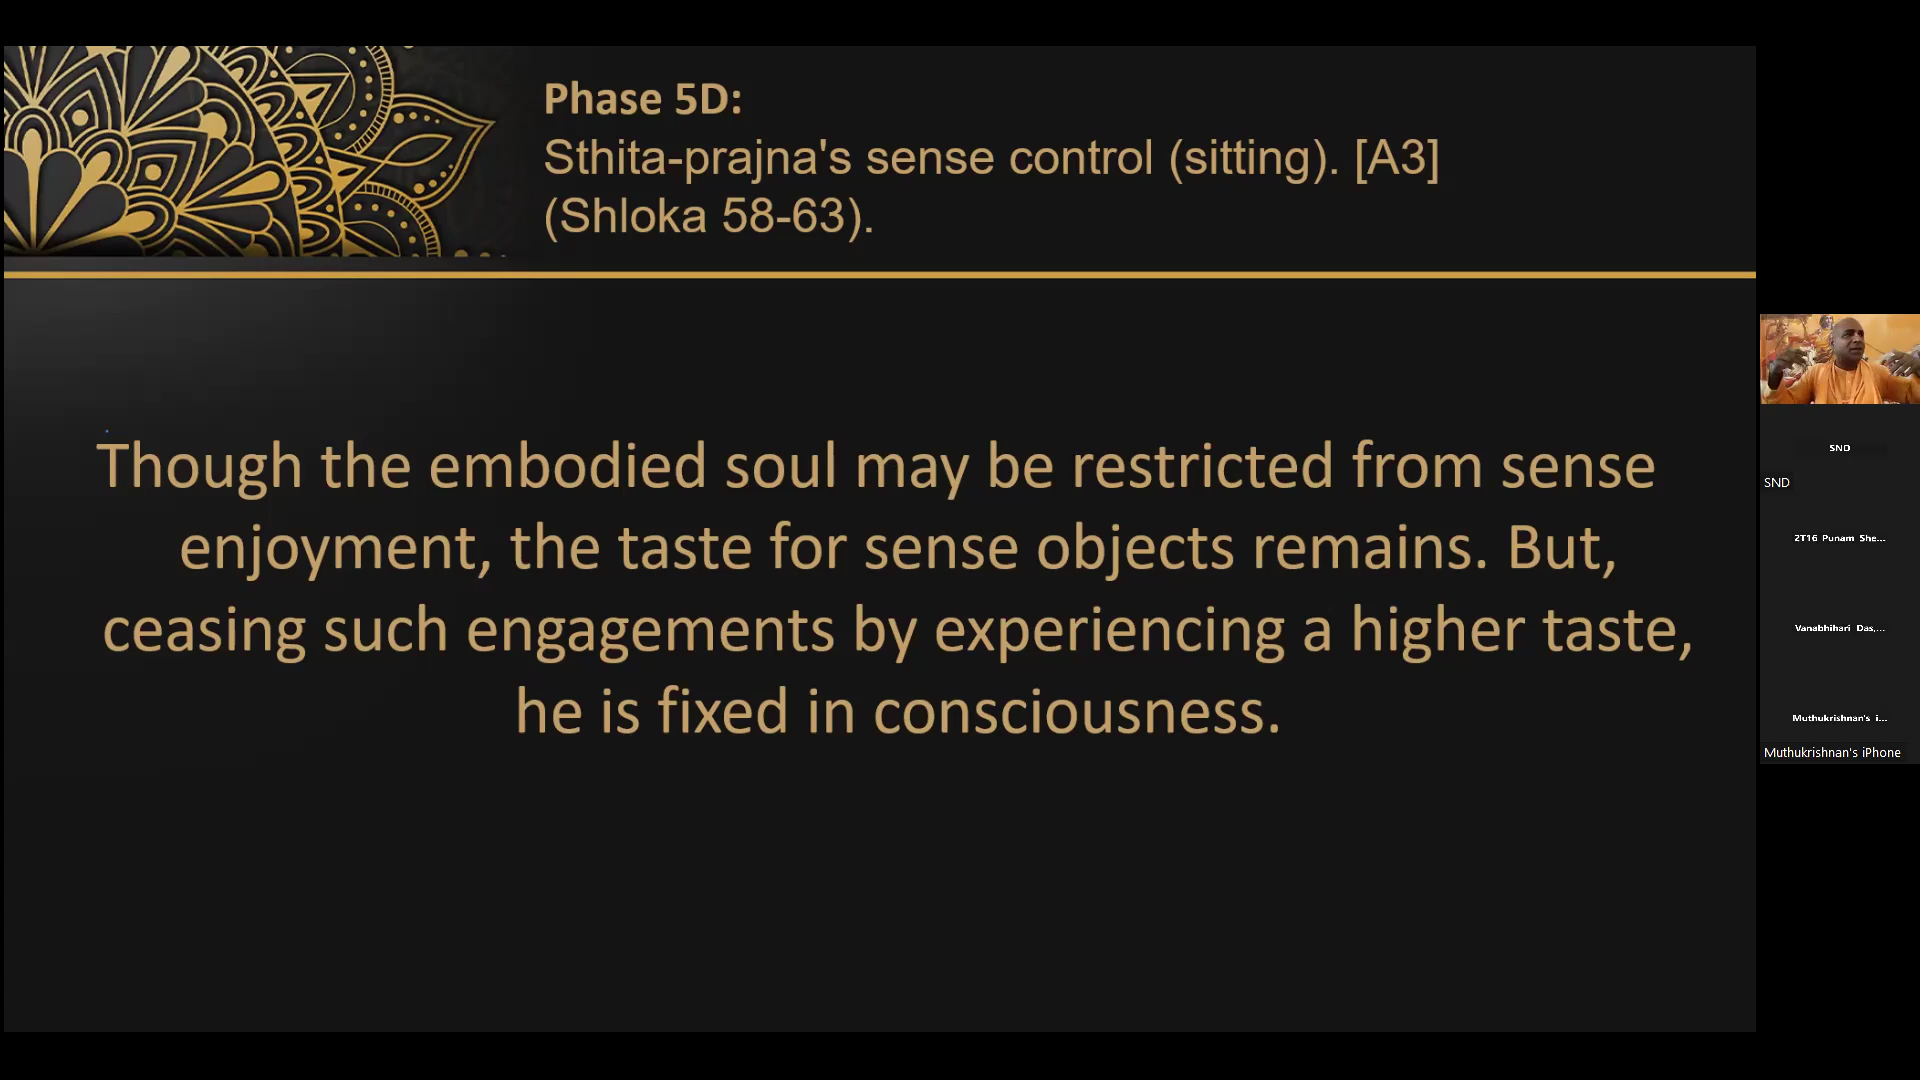 Phase 5D:
Sthita-prajna's sense control (sitting). [A3]
(Shloka 58-63).
Though the embodied soul may be restricted from sense
enjoyment, the taste for sense objects remains. But,
ceasing such engagements by experiencing a higher taste,
he is fixed in consciousness.
SND
SND
2T16 Punam She...
Vanabhihari Das,...
Muthukrishnan's i...
Muthukrishnan's iPhone